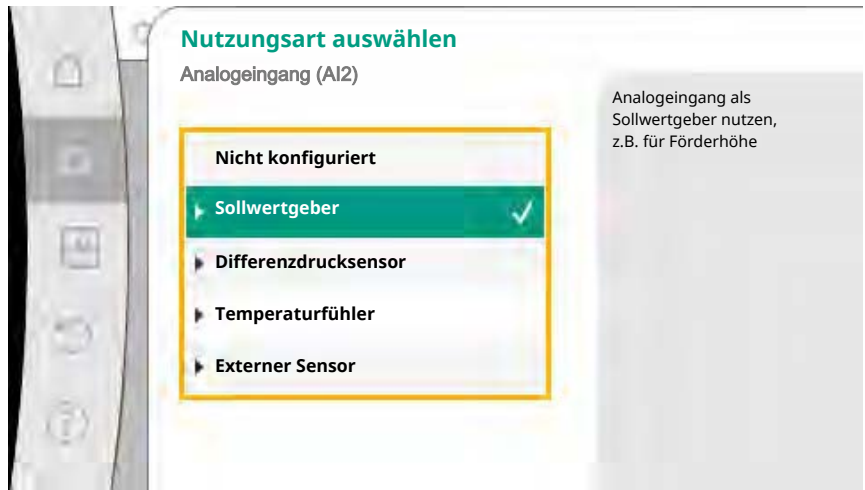 Nutzungsart auswählen
Analogeingang (AI2)
Nicht konfiguriert
Sollwertgeber
Differenzdrucksensor
Temperaturfühler
Externer Sensor
Analogeingang als
Sollwertgeber nutzen,
z.B. für Förderhöhe